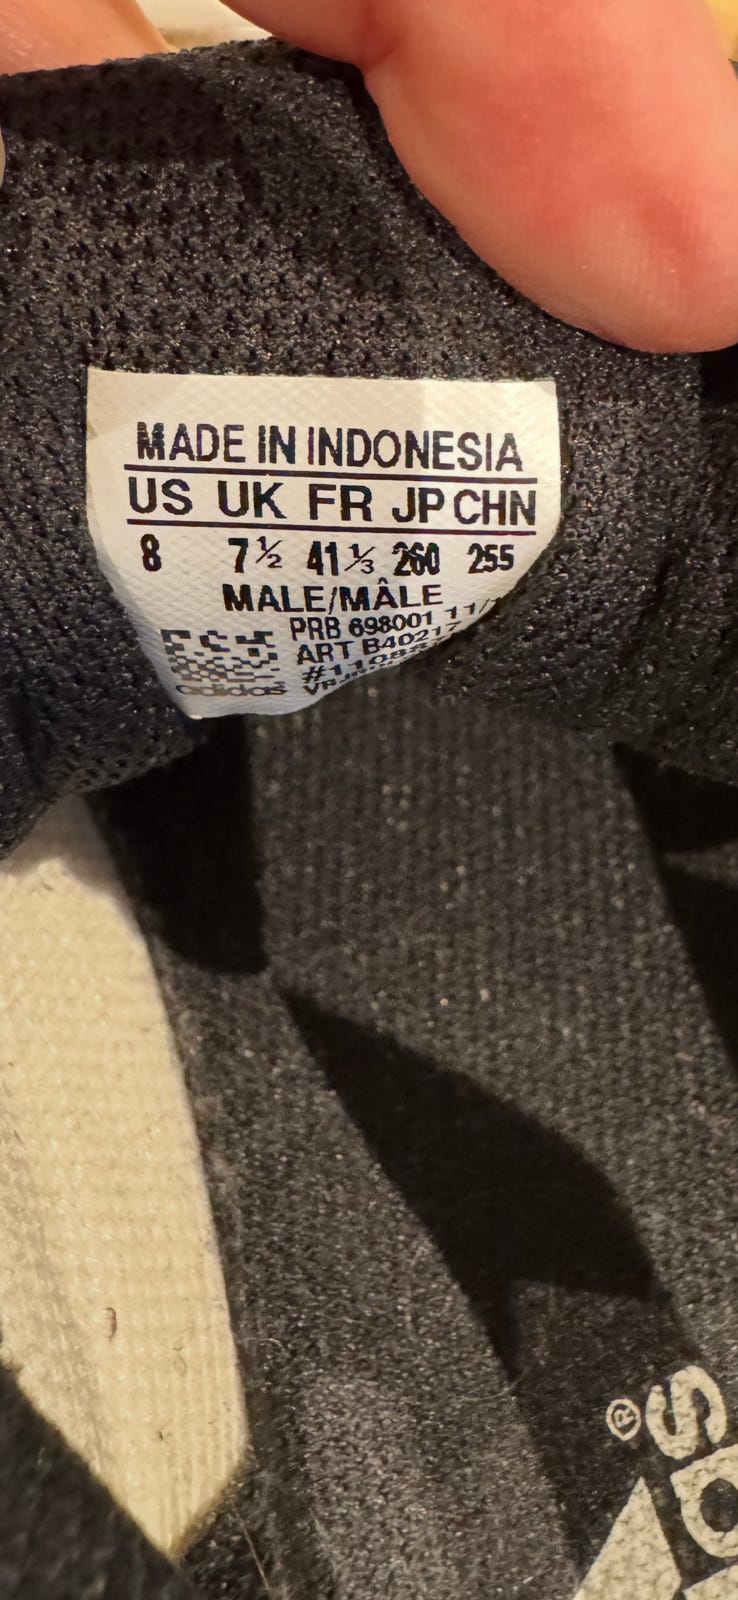 MADE IN INDONESIA
US UK FR JP CHN
8 7½ 41⅓ 260 255
MALE/MÂLE
PRB 698001 11/
ART B40217
adidas
®